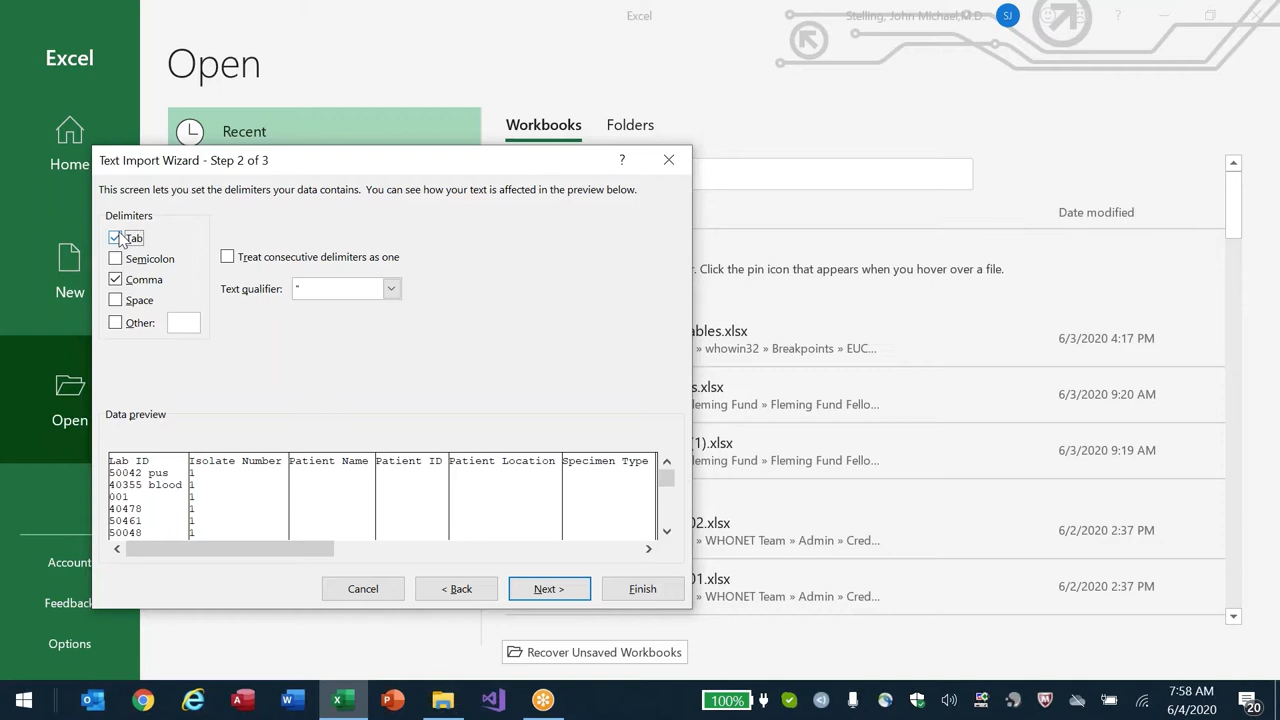 Excel
Stelling, John Michael,M.D.
SJ
?
Excel
Home
New
Open
Account
Feedback
Options
Open
Recent
Workbooks
Folders
Date modified
r. Click the pin icon that appears when you hover over a file.
ables.xlsx
» whowin32 » Breakpoints » EUC...
6/3/2020 4:17 PM
s.xlsx
leming Fund » Fleming Fund Fello...
6/3/2020 9:20 AM
(1).xlsx
leming Fund » Fleming Fund Fello...
6/3/2020 9:19 AM
02.xlsx
» WHONET Team » Admin » Cred...
6/2/2020 2:37 PM
01.xlsx
» WHONET Team » Admin » Cred...
6/2/2020 2:37 PM
Recover Unsaved Workbooks
Text Import Wizard - Step 2 of 3
?
This screen lets you set the delimiters your data contains. You can see how your text is affected in the preview below.
Delimiters
Tab
Semicolon
Comma
Space
Other:
Treat consecutive delimiters as one
Text qualifier:
"
Data preview
Lab ID Isolate Number Patient Name Patient ID Patient Location Specimen Type
50042 pus 1
40355 blood 1
001 1
40478 1
50461 1
50048 1
Cancel
< Back
Next >
Finish
100%
7:58 AM
6/4/2020
20